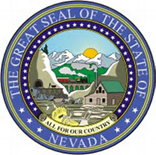 THE GREAT SEAL OF THE STATE OF
NEVADA
ALL FOR OUR COUNTRY